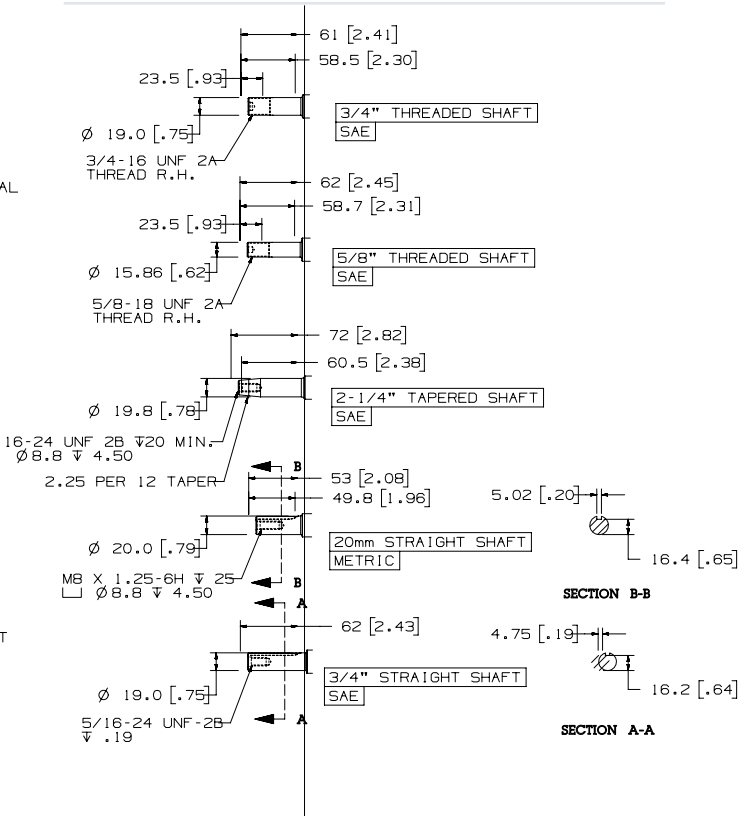 61 [2.41]
58.5 [2.30]
23.5 [.93]
3/4" THREADED SHAFT
SAE
Ø 19.0 [.75]
3/4-16 UNF 2A
THREAD R.H.
AL
62 [2.45]
58.7 [2.31]
23.5 [.93]
5/8" THREADED SHAFT
SAE
Ø 15.86 [.62]
5/8-18 UNF 2A
THREAD R.H.
72 [2.82]
60.5 [2.38]
2-1/4" TAPERED SHAFT
SAE
Ø 19.8 [.78]
16-24 UNF 2B ↧20 MIN.
Ø8.8 ↧ 4.50
2.25 PER 12 TAPER
B
53 [2.08]
49.8 [1.96]
5.02 [.20]
20mm STRAIGHT SHAFT
METRIC
Ø 20.0 [.79]
16.4 [.65]
M8 X 1.25-6H ↧ 25
⌴ Ø8.8 ↧ 4.50
B
SECTION B-B
A
T
62 [2.43]
4.75 [.19]
3/4" STRAIGHT SHAFT
SAE
Ø 19.0 [.75]
16.2 [.64]
5/16-24 UNF-2B
↧ .19
A
SECTION A-A